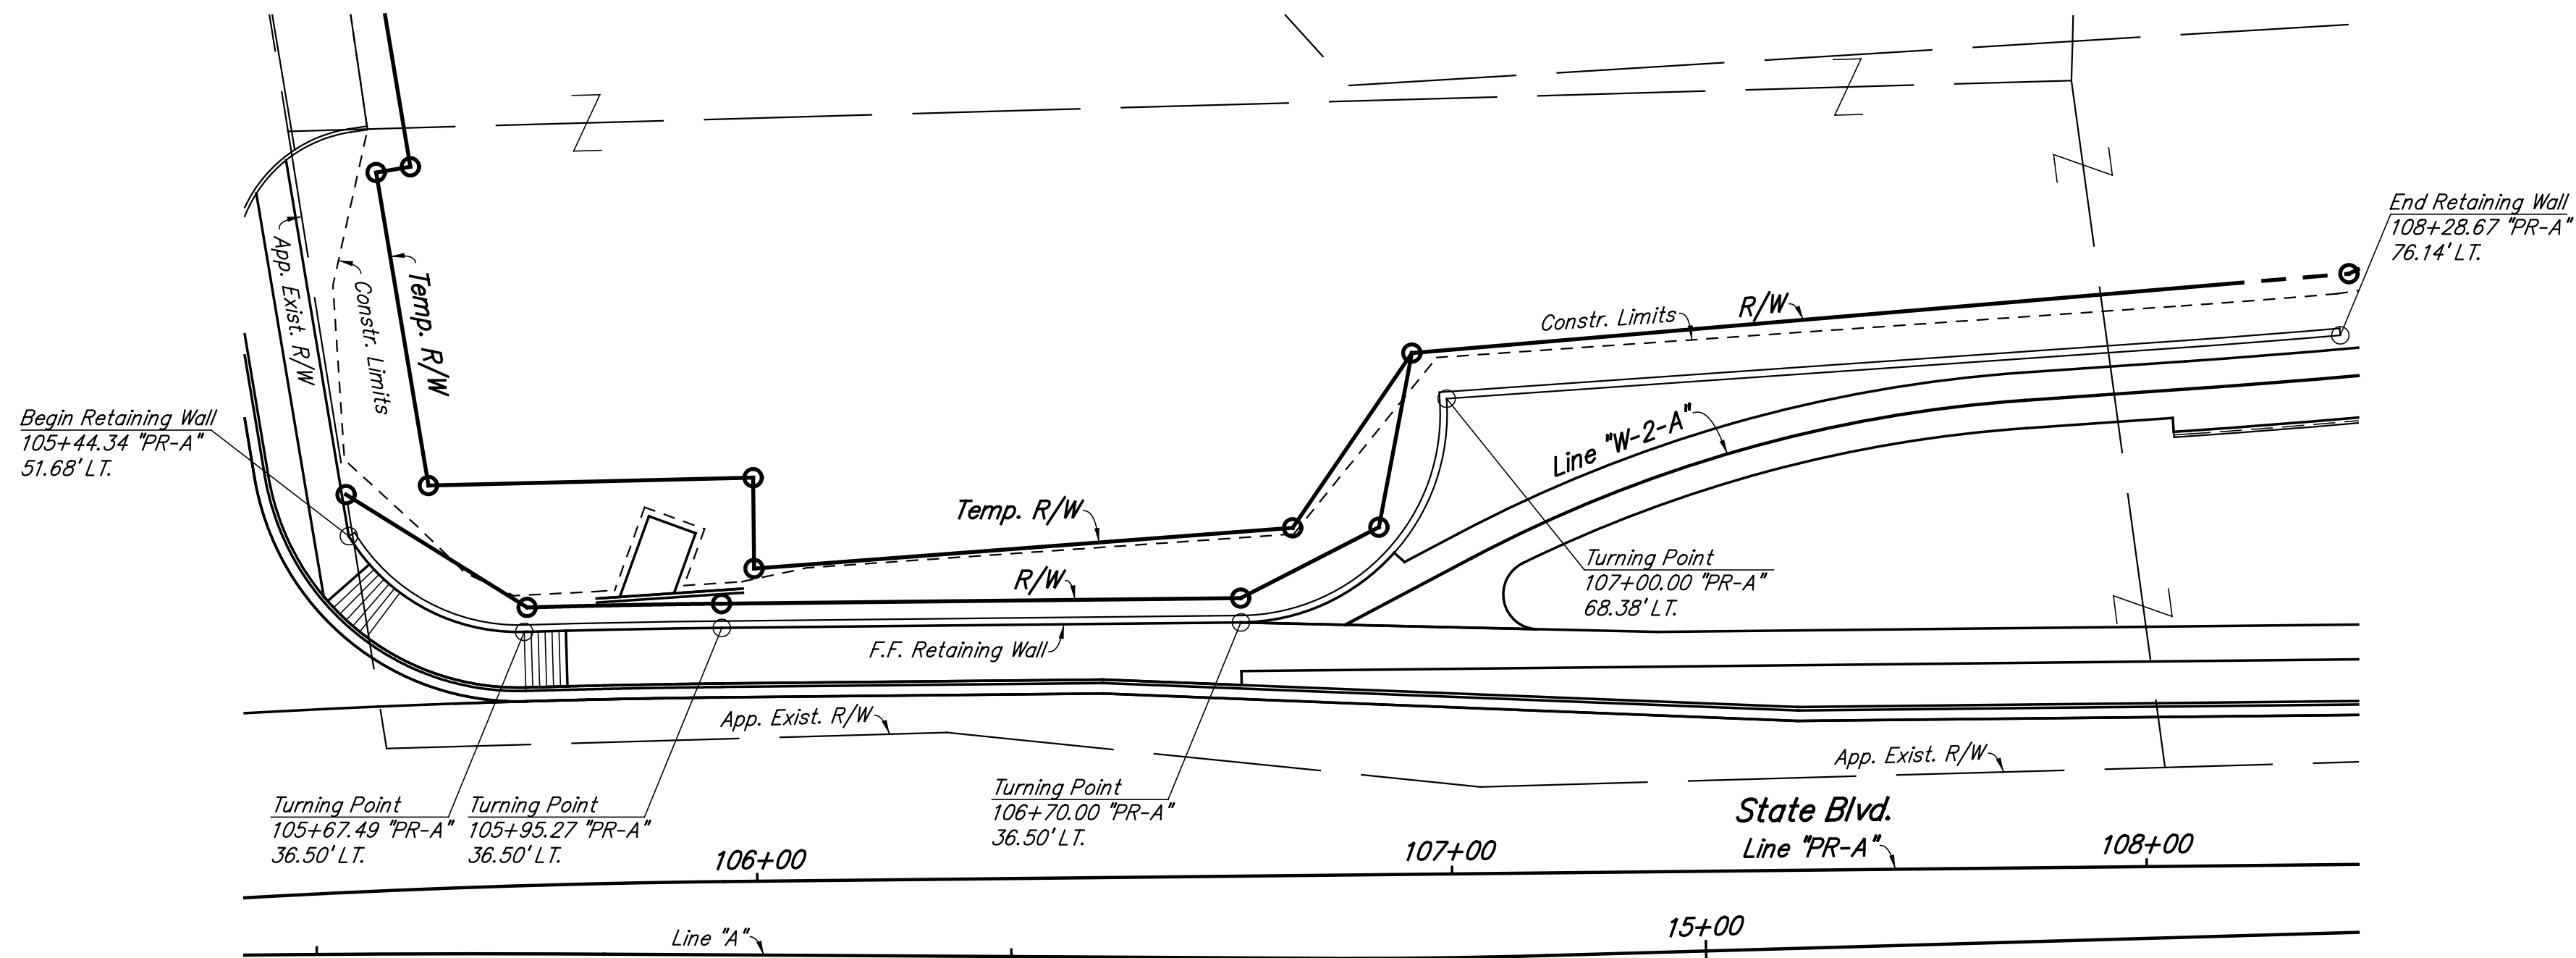 End Retaining Wall
108+28.67 "PR-A"
76.14' LT.
App. Exist. R/W
Constr. Limits
Temp. R/W
Constr. Limits
R/W
Begin Retaining Wall
105+44.34 "PR-A"
51.68' LT.
Line "W-2-A"
Temp. R/W
R/W
Turning Point
107+00.00 "PR-A"
68.38' LT.
F.F. Retaining Wall
App. Exist. R/W
App. Exist. R/W
Turning Point
105+67.49 "PR-A"
36.50' LT.
Turning Point
105+95.27 "PR-A"
36.50' LT.
Turning Point
106+70.00 "PR-A"
36.50' LT.
State Blvd.
Line "PR-A"
106+00
107+00
108+00
Line "A"
15+00